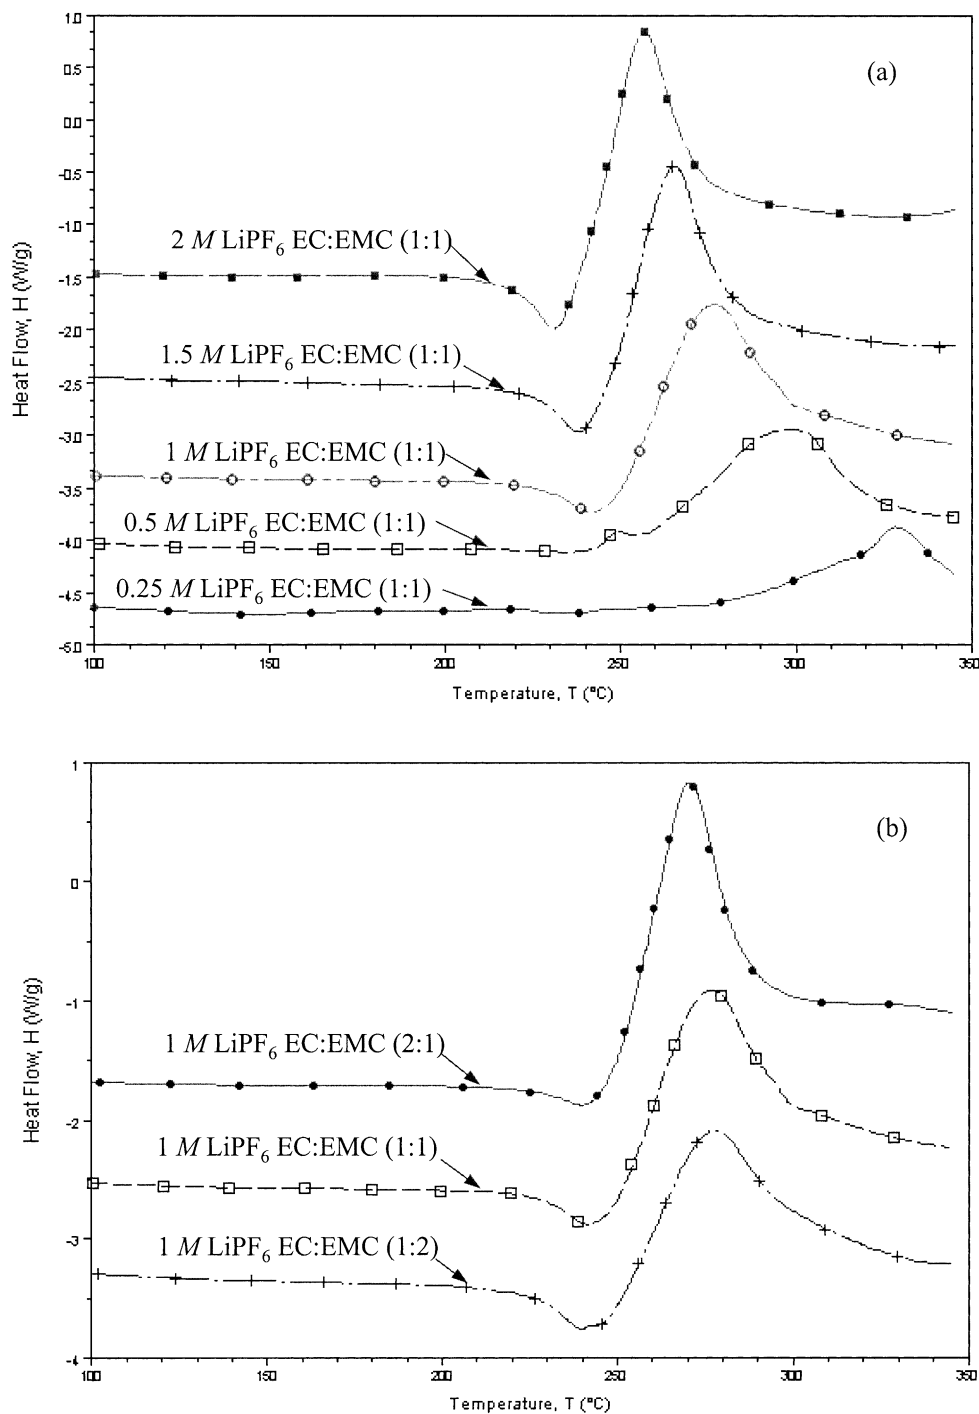 (a)
1.0
0.5
0.0
-0.5
-1.0
-1.5
-2.0
-2.5
-3.0
-3.5
-4.0
-4.5
-5.0
Heat Flow, H (W/g)
2 M LiPF6 EC:EMC (1:1)
1.5 M LiPF6 EC:EMC (1:1)
1 M LiPF6 EC:EMC (1:1)
0.5 M LiPF6 EC:EMC (1:1)
0.25 M LiPF6 EC:EMC (1:1)
100 150 200 250 300 350
Temperature, T (°C)
(b)
1
0
-1
-2
-3
-4
Heat Flow, H (W/g)
1 M LiPF6 EC:EMC (2:1)
1 M LiPF6 EC:EMC (1:1)
1 M LiPF6 EC:EMC (1:2)
100 150 200 250 300 350
Temperature, T (°C)